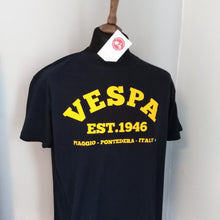 VESPA
EST.1946
PIAGGIO - PONTEDERA - ITALY